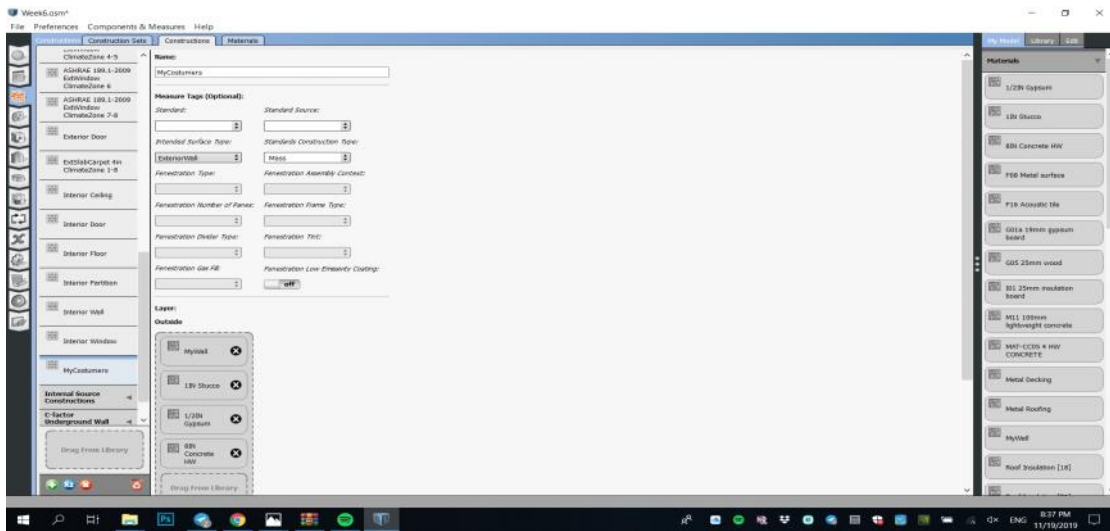 Week6.osm*
File Preferences Components & Measures Help
Constructions
Construction Sets
Constructions
Materials
ClimateZone 4-5
ASHRAE 189.1-2009
ExtWindow
ClimateZone 6
ASHRAE 189.1-2009
ExtWindow
ClimateZone 7-8
Exterior Door
ExtSlabCarpet 4in
ClimateZone 1-8
Interior Ceiling
Interior Door
Interior Floor
Interior Partition
Interior Wall
Interior Window
MyCostumers
Internal Source
Constructions
C-factor
Underground Wall
Drag From Library
Name:
MyCostumers
Measure Tags (Optional):
Standard:
Standard Source:
Intended Surface Type:
Standards Construction Type:
ExteriorWall
Mass
Fenestration Type:
Fenestration Assembly Context:
Fenestration Number of Panes:
Fenestration Frame Type:
Fenestration Divider Type:
Fenestration Tint:
Fenestration Gas Fill:
Fenestration Low Emissivity Coating:
off
Layer:
Outside
MyWall
1IN Stucco
1/2IN
Gypsum
8IN
Concrete
HW
Drag From Library
My Model
Library
Edit
Materials
1/2IN Gypsum
1IN Stucco
8IN Concrete HW
F08 Metal surface
F16 Acoustic tile
G01a 19mm gypsum
board
G05 25mm wood
I01 25mm insulation
board
M11 100mm
lightweight concrete
MAT-CC05 4 HW
CONCRETE
Metal Decking
Metal Roofing
MyWall
Roof Insulation [18]
ENG
8:37 PM
11/19/2019